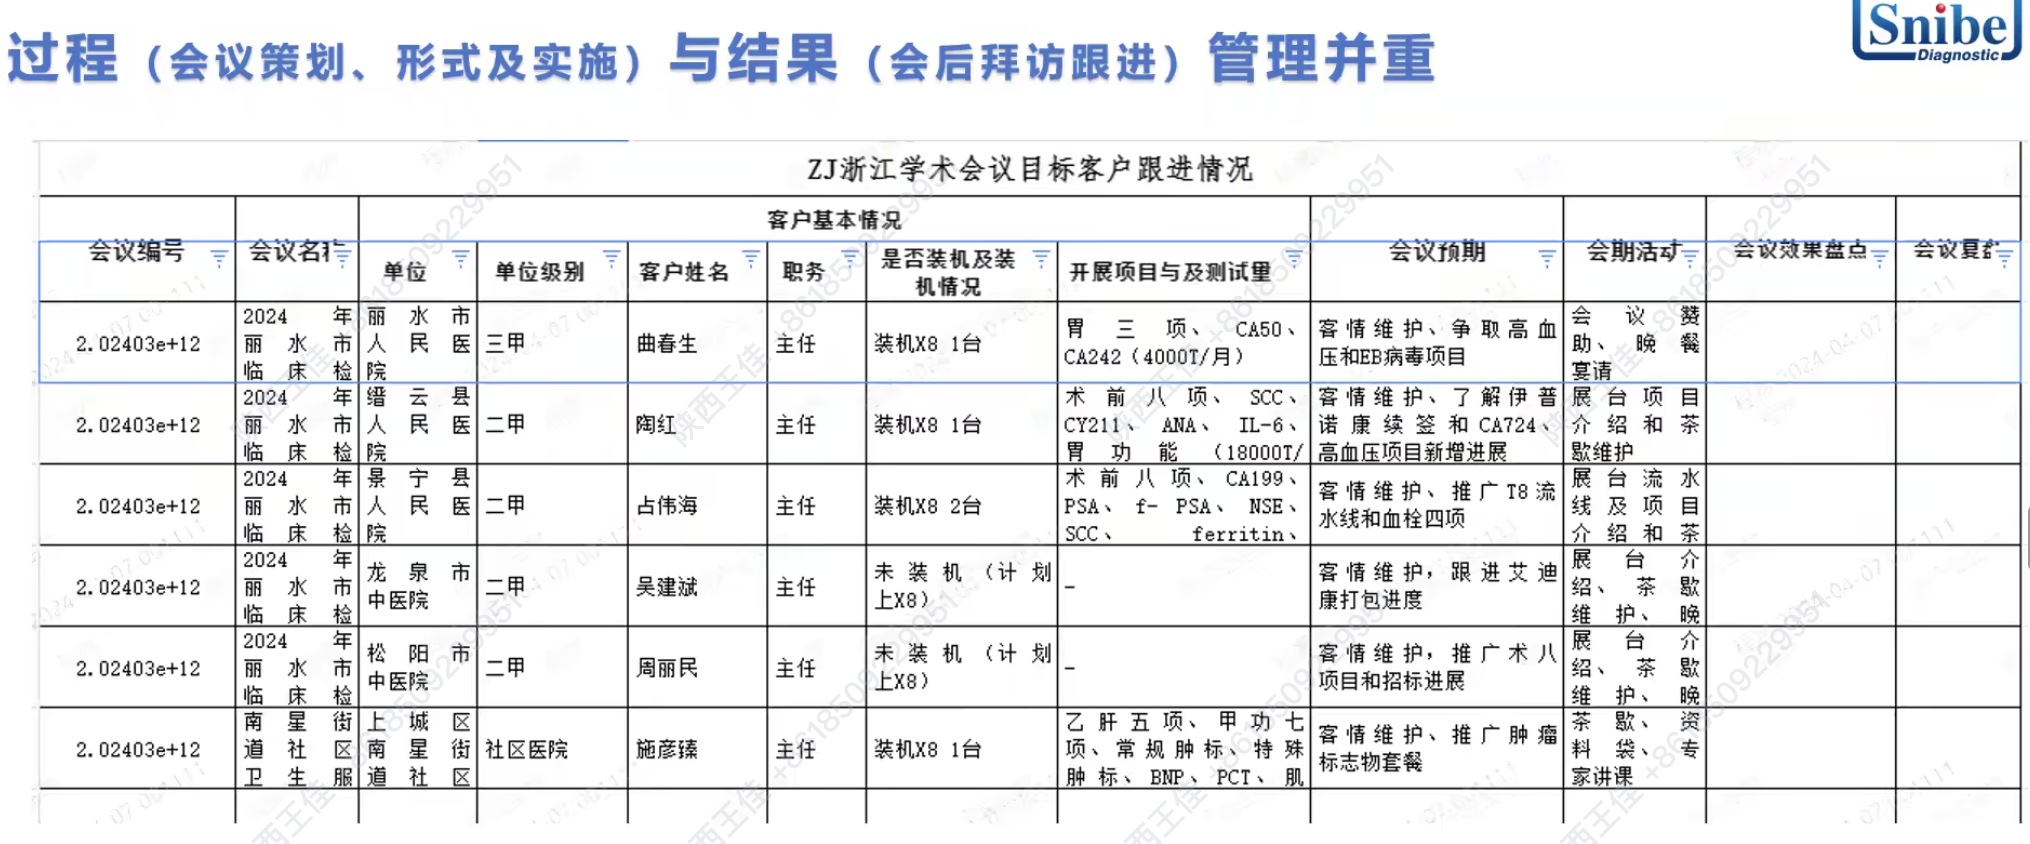 过程（会议策划、形式及实施）与结果（会后拜访跟进）管理并重
Snibe
Diagnostic
ZJ浙江学术会议目标客户跟进情况
客户基本情况
会议编号
会议名称
单位
单位级别
客户姓名
职务
是否装机及装
机情况
开展项目与及测试量
会议预期
会期活动
会议效果盘点
会议复盘
2.02403e+12
2024 年
丽水市
临床检
丽水市
人民医
院
三甲
曲春生
主任
装机X8 1台
胃三项、CA50、
CA242（4000T/月）
客情维护、争取高血
压和EB病毒项目
会议赞
助、晚餐
宴请
2.02403e+12
2024 年
丽水市
临床检
缙云县
人民医
院
二甲
陶红
主任
装机X8 1台
术前八项、SCC、
CY211、ANA、IL-6、
胃功能（18000T/
客情维护、了解伊普
诺康续签和CA724、
高血压项目新增进展
展台项目
介绍和茶
歇维护
2.02403e+12
2024 年
丽水市
临床检
景宁县
人民医
院
二甲
占伟海
主任
装机X8 2台
术前八项、CA199、
PSA、f- PSA、NSE、
SCC、ferritin、
客情维护、推广T8流
水线和血栓四项
展台流水
线及项目
介绍和茶
2.02403e+12
2024 年
丽水市
临床检
龙泉市
中医院
二甲
吴建斌
主任
未装机（计划
上X8）
–
客情维护，跟进艾迪
康打包进度
展台介
绍、茶歇
维护、晚
2.02403e+12
2024 年
丽水市
临床检
松阳市
中医院
二甲
周丽民
主任
未装机（计划
上X8）
–
客情维护，推广术八
项目和招标进展
展台介
绍、茶歇
维护、晚
2.02403e+12
南星街
道社区
卫生服
上城区
南星街
道社区
社区医院
施彦臻
主任
装机X8 1台
乙肝五项、甲功七
项、常规肿标、特殊
肿标、BNP、PCT、肌
客情维护、推广肿瘤
标志物套餐
茶歇、资
料袋、专
家讲课
陕西王佳 +8618509229951